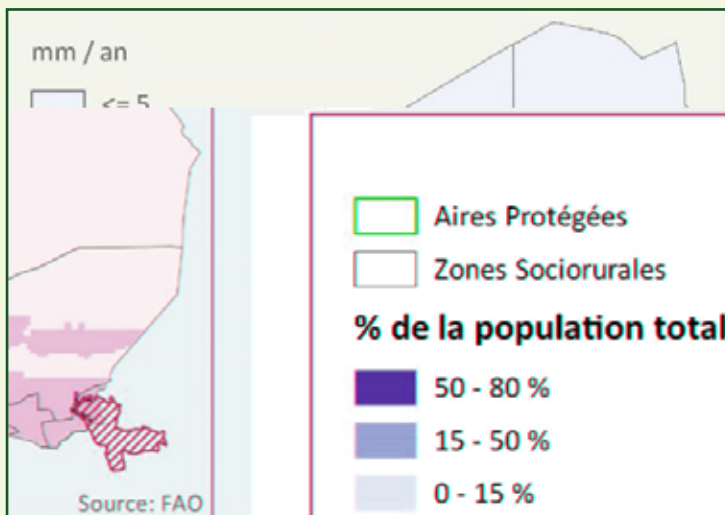 mm / an
<= 5
Aires Protégées
Zones Sociorurales
% de la population total
50 - 80 %
15 - 50 %
0 - 15 %
Source: FAO